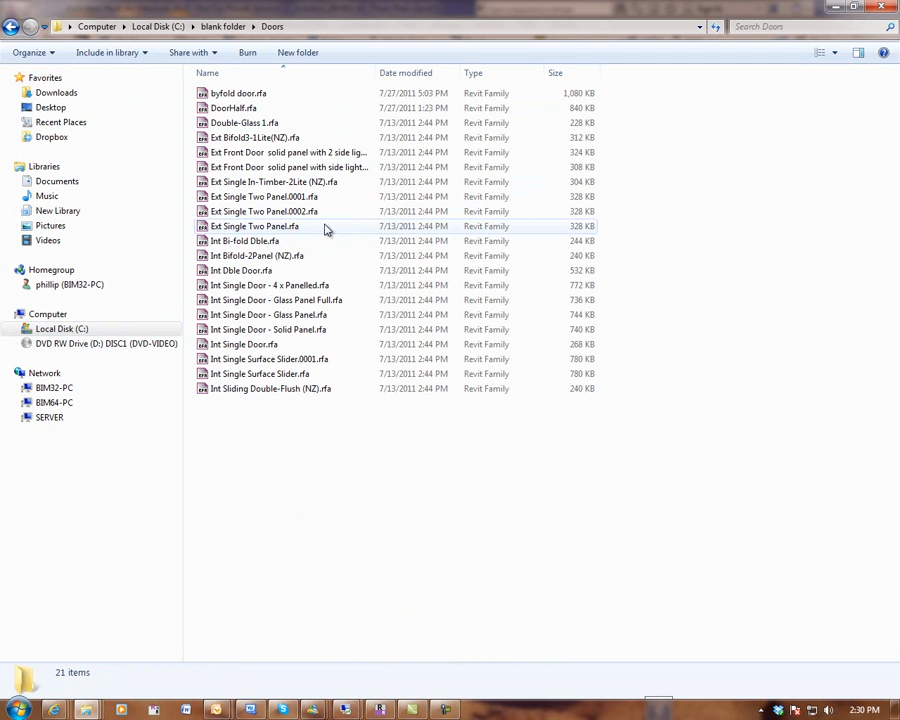 Computer ▸ Local Disk (C:) ▸ blank folder ▸ Doors
Search Doors
Organize Include in library Share with Burn New folder
Name Date modified Type Size
Favorites
Downloads
Desktop
Recent Places
Dropbox
Libraries
Documents
Music
New Library
Pictures
Videos
Homegroup
phillip (BIM32-PC)
Computer
Local Disk (C:)
DVD RW Drive (D:) DISC1 (DVD-VIDEO)
Network
BIM32-PC
BIM64-PC
SERVER
byfold door.rfa 7/27/2011 5:03 PM Revit Family 1,080 KB
DoorHalf.rfa 7/27/2011 1:23 PM Revit Family 840 KB
Double-Glass 1.rfa 7/13/2011 2:44 PM Revit Family 228 KB
Ext Bifold3-1Lite(NZ).rfa 7/13/2011 2:44 PM Revit Family 312 KB
Ext Front Door solid panel with 2 side lig... 7/13/2011 2:44 PM Revit Family 324 KB
Ext Front Door solid panel with side light... 7/13/2011 2:44 PM Revit Family 308 KB
Ext Single In-Timber-2Lite (NZ).rfa 7/13/2011 2:44 PM Revit Family 304 KB
Ext Single Two Panel.0001.rfa 7/13/2011 2:44 PM Revit Family 328 KB
Ext Single Two Panel.0002.rfa 7/13/2011 2:44 PM Revit Family 328 KB
Ext Single Two Panel.rfa 7/13/2011 2:44 PM Revit Family 328 KB
Int Bi-fold Dble.rfa 7/13/2011 2:44 PM Revit Family 244 KB
Int Bifold-2Panel (NZ).rfa 7/13/2011 2:44 PM Revit Family 240 KB
Int Dble Door.rfa 7/13/2011 2:44 PM Revit Family 532 KB
Int Single Door - 4 x Panelled.rfa 7/13/2011 2:44 PM Revit Family 772 KB
Int Single Door - Glass Panel Full.rfa 7/13/2011 2:44 PM Revit Family 736 KB
Int Single Door - Glass Panel.rfa 7/13/2011 2:44 PM Revit Family 744 KB
Int Single Door - Solid Panel.rfa 7/13/2011 2:44 PM Revit Family 740 KB
Int Single Door.rfa 7/13/2011 2:44 PM Revit Family 268 KB
Int Single Surface Slider.0001.rfa 7/13/2011 2:44 PM Revit Family 780 KB
Int Single Surface Slider.rfa 7/13/2011 2:44 PM Revit Family 780 KB
Int Sliding Double-Flush (NZ).rfa 7/13/2011 2:44 PM Revit Family 240 KB
21 items
2:30 PM